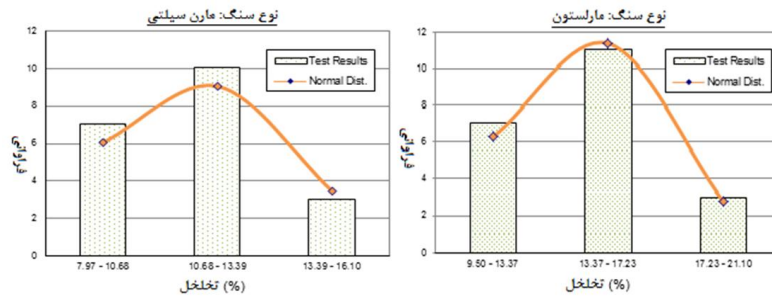 نوع سنگ: مارن سیلتی
12
10
8
6
4
2
0
فراوانی
Test Results
Normal Dist.
7.97 - 10.68
10.68 - 13.39
13.39 - 16.10
تخلخل (%)
نوع سنگ: مارلستون
12
10
8
6
4
2
0
فراوانی
Test Results
Normal Dist.
9.50 - 13.37
13.37 - 17.23
17.23 - 21.10
تخلخل (%)